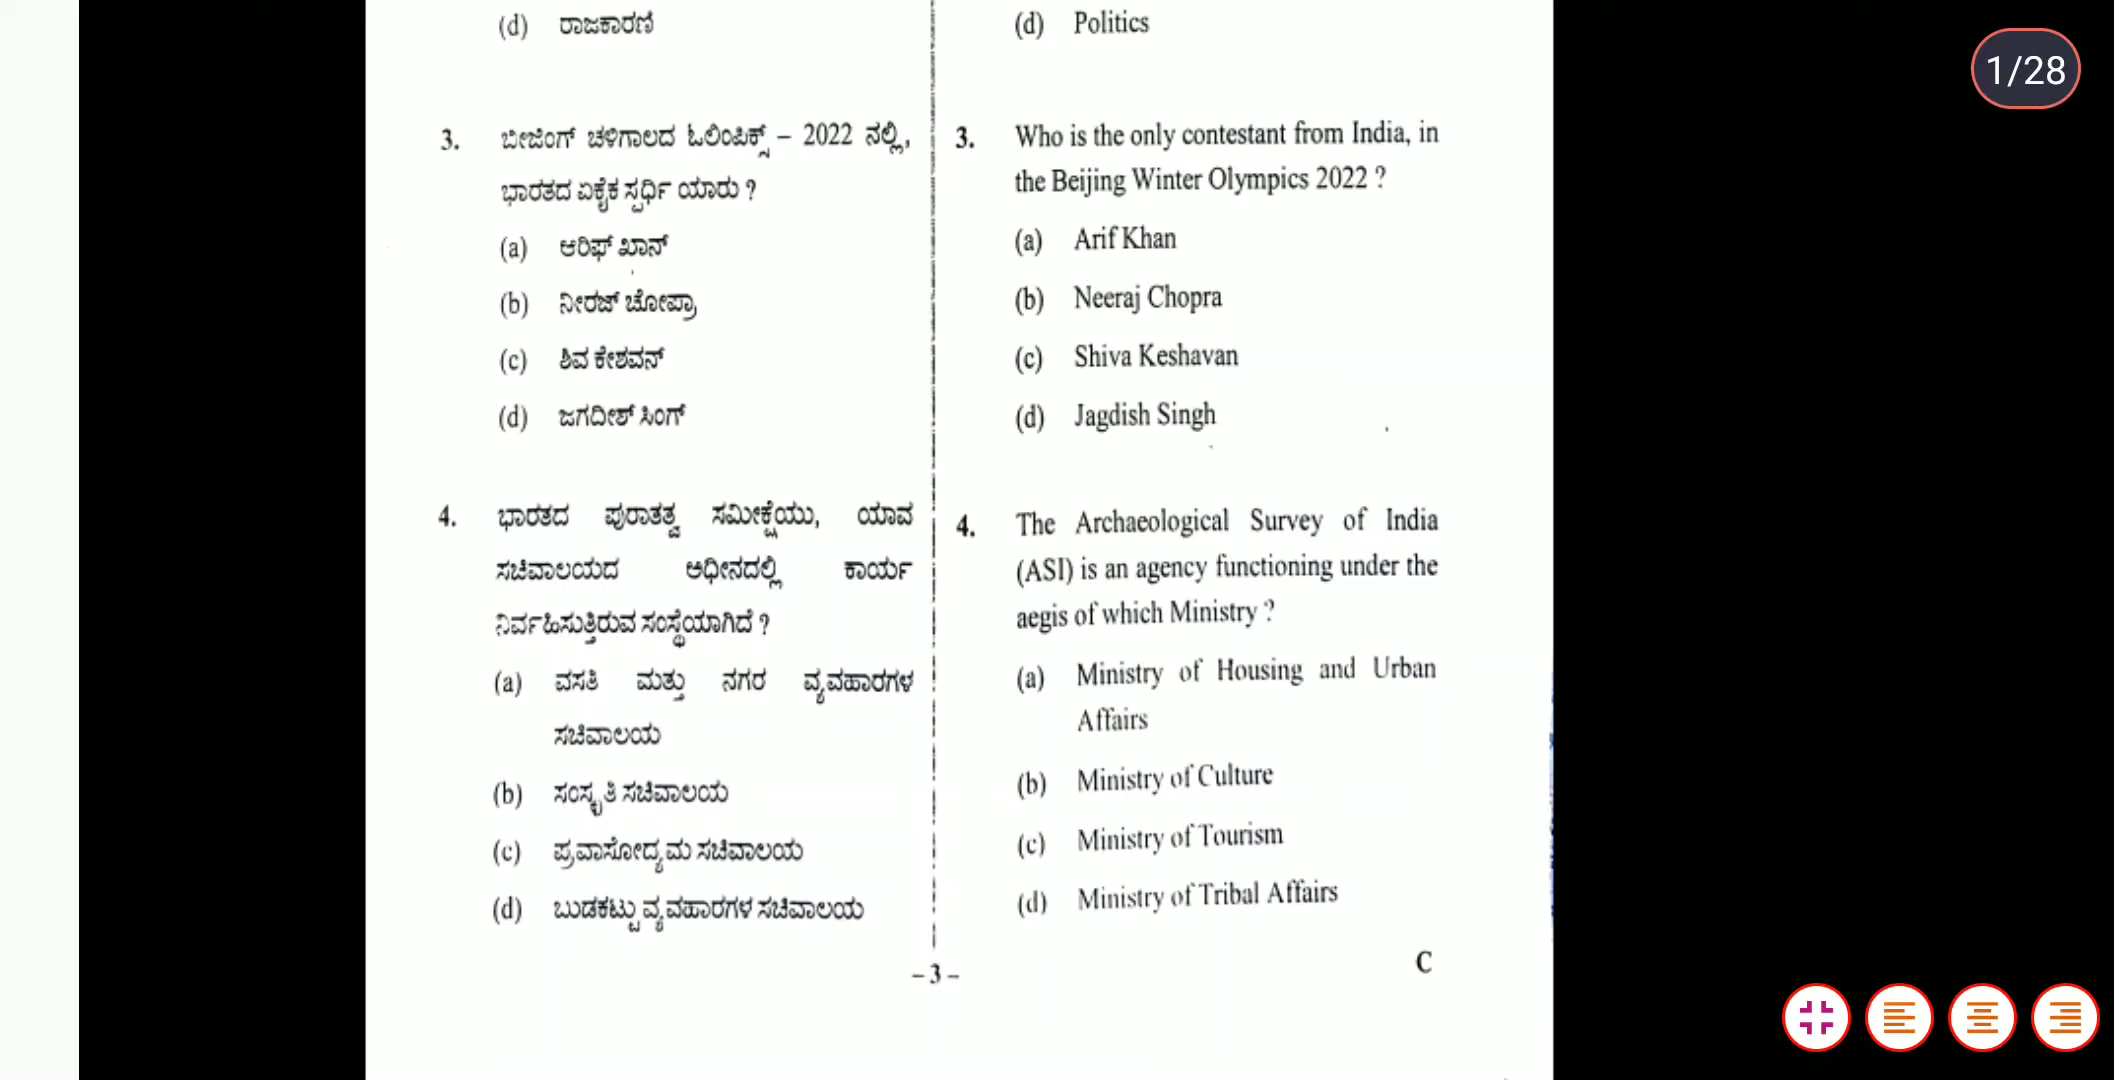 (d) ರಾಜಕಾರಣಿ
3. ಬೀಜಿಂಗ್ ಚಳಿಗಾಲದ ಓಲಿಂಪಿಕ್ಸ್ – 2022 ನಲ್ಲಿ,
ಭಾರತದ ಏಕೈಕ ಸ್ಪರ್ಧಿ ಯಾರು ?
(a) ಆರಿಫ್ ಖಾನ್
(b) ನೀರಜ್ ಚೋಪ್ರಾ
(c) ಶಿವ ಕೇಶವನ್
(d) ಜಗದೀಶ್ ಸಿಂಗ್
4. ಭಾರತದ ಪುರಾತತ್ವ ಸಮೀಕ್ಷೆಯು, ಯಾವ
ಸಚಿವಾಲಯದ ಅಧೀನದಲ್ಲಿ ಕಾರ್ಯ
ನಿರ್ವಹಿಸುತ್ತಿರುವ ಸಂಸ್ಥೆಯಾಗಿದೆ ?
(a) ವಸತಿ ಮತ್ತು ನಗರ ವ್ಯವಹಾರಗಳ
ಸಚಿವಾಲಯ
(b) ಸಂಸ್ಕೃತಿ ಸಚಿವಾಲಯ
(c) ಪ್ರವಾಸೋದ್ಯಮ ಸಚಿವಾಲಯ
(d) ಬುಡಕಟ್ಟು ವ್ಯವಹಾರಗಳ ಸಚಿವಾಲಯ
(d) Politics
3. Who is the only contestant from India, in
the Beijing Winter Olympics 2022 ?
(a) Arif Khan
(b) Neeraj Chopra
(c) Shiva Keshavan
(d) Jagdish Singh
4. The Archaeological Survey of India
(ASI) is an agency functioning under the
aegis of which Ministry ?
(a) Ministry of Housing and Urban
Affairs
(b) Ministry of Culture
(c) Ministry of Tourism
(d) Ministry of Tribal Affairs
– 3 –
C
1/28